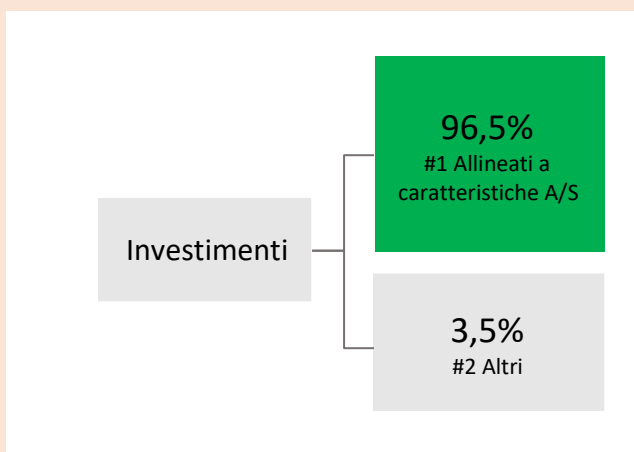 Investimenti
96,5%
#1 Allineati a
caratteristiche A/S
3,5%
#2 Altri